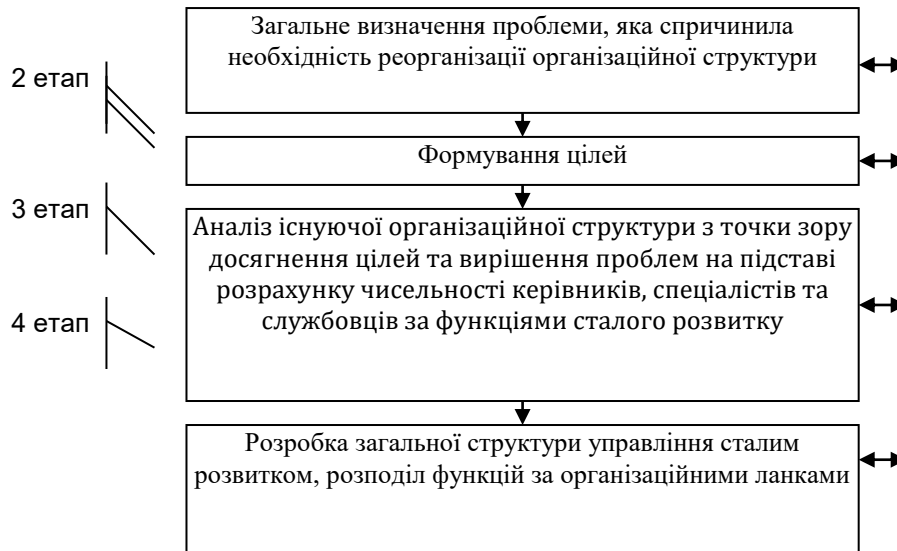 Загальне визначення проблеми, яка спричинила
необхідність реорганізації організаційної структури
2 етап
Формування цілей
3 етап
Аналіз існуючої організаційної структури з точки зору
досягнення цілей та вирішення проблем на підставі
розрахунку чисельності керівників, спеціалістів та
службовців за функціями сталого розвитку
4 етап
Розробка загальної структури управління сталим
розвитком, розподіл функцій за організаційними ланками